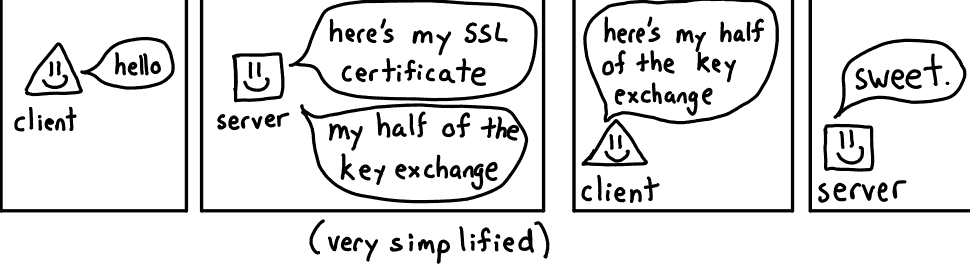 hello
client
here's my SSL
certificate
server
my half of the
key exchange
here's my half
of the key
exchange
client
sweet.
server
(very simplified)